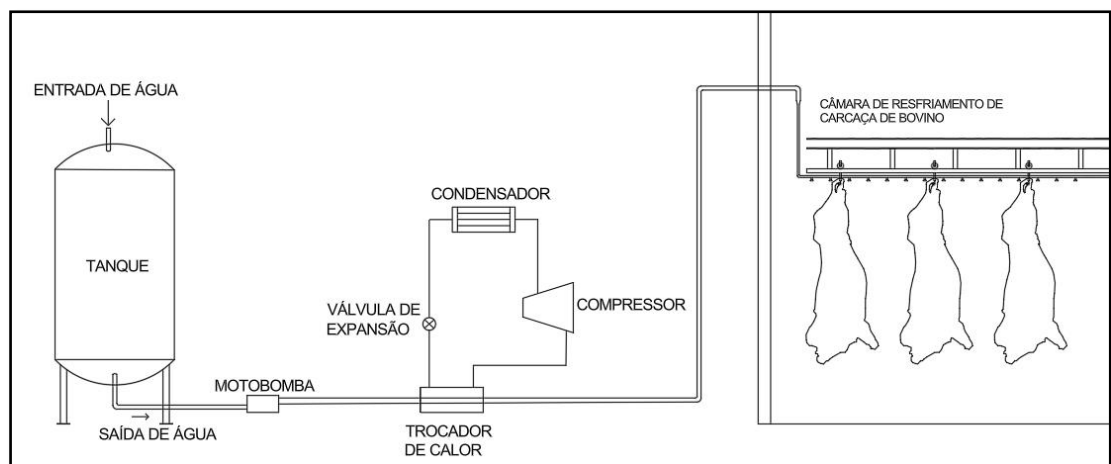 ENTRADA DE ÁGUA
CÂMARA DE RESFRIAMENTO DE
CARCAÇA DE BOVINO
CONDENSADOR
TANQUE
VÁLVULA DE
EXPANSÃO
COMPRESSOR
MOTOBOMBA
SAÍDA DE ÁGUA
TROCADOR
DE CALOR